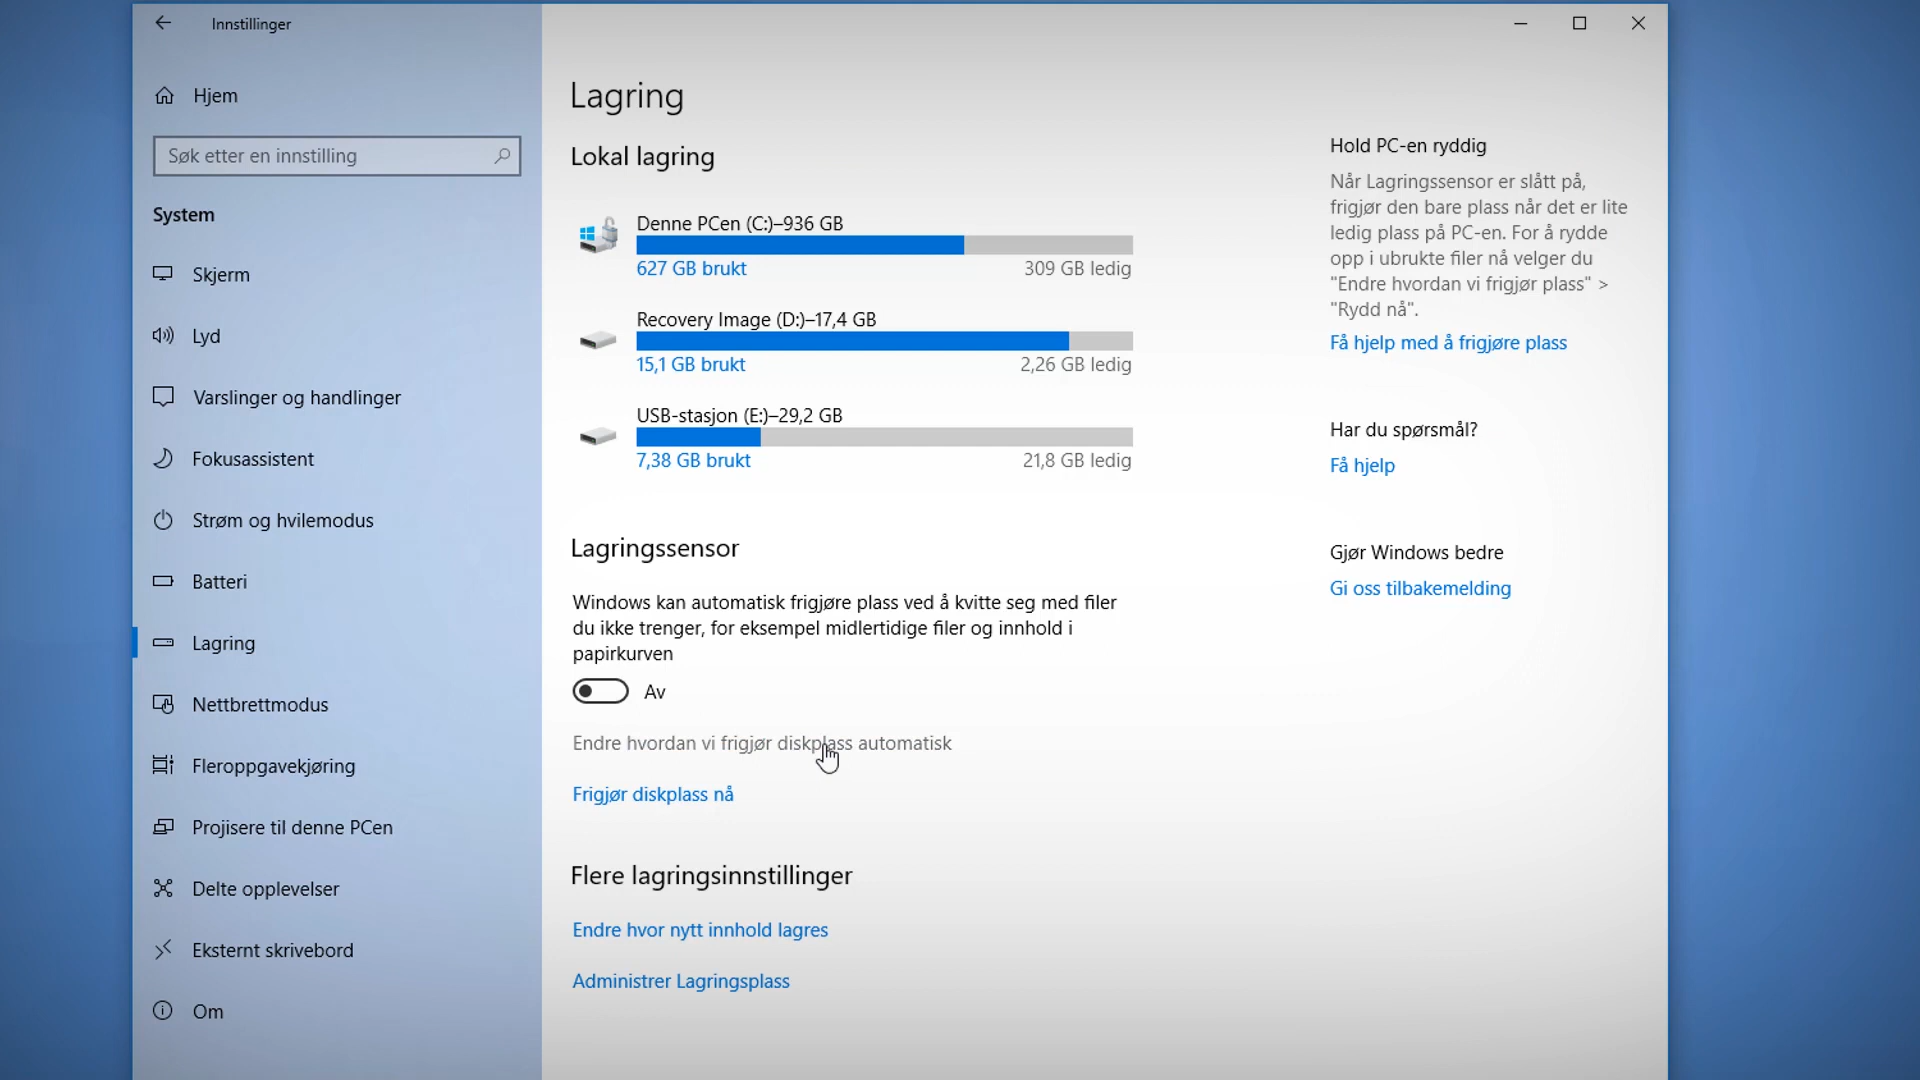 Innstillinger
Hjem
Søk etter en innstilling
System
Skjerm
Lyd
Varslinger og handlinger
Fokusassistent
Strøm og hvilemodus
Batteri
Lagring
Nettbrettmodus
Fleroppgavekjøring
Projisere til denne PCen
Delte opplevelser
Eksternt skrivebord
Om
Lagring
Lokal lagring
Denne PCen (C:)–936 GB
627 GB brukt
309 GB ledig
Recovery Image (D:)–17,4 GB
15,1 GB brukt
2,26 GB ledig
USB-stasjon (E:)–29,2 GB
7,38 GB brukt
21,8 GB ledig
Lagringssensor
Windows kan automatisk frigjøre plass ved å kvitte seg med filer
du ikke trenger, for eksempel midlertidige filer og innhold i
papirkurven
Av
Endre hvordan vi frigjør diskplass automatisk
Frigjør diskplass nå
Flere lagringsinnstillinger
Endre hvor nytt innhold lagres
Administrer Lagringsplass
Hold PC-en ryddig
Når Lagringssensor er slått på,
frigjør den bare plass når det er lite
ledig plass på PC-en. For å rydde
opp i ubrukte filer nå velger du
"Endre hvordan vi frigjør plass" >
"Rydd nå".
Få hjelp med å frigjøre plass
Har du spørsmål?
Få hjelp
Gjør Windows bedre
Gi oss tilbakemelding